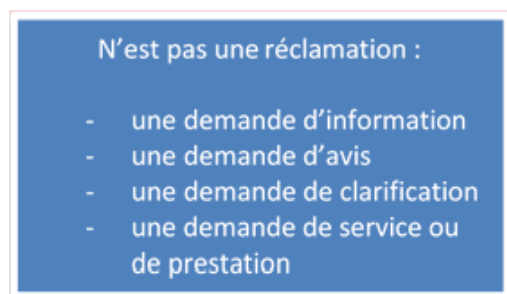 N’est pas une réclamation :
- une demande d’information
- une demande d’avis
- une demande de clarification
- une demande de service ou
de prestation